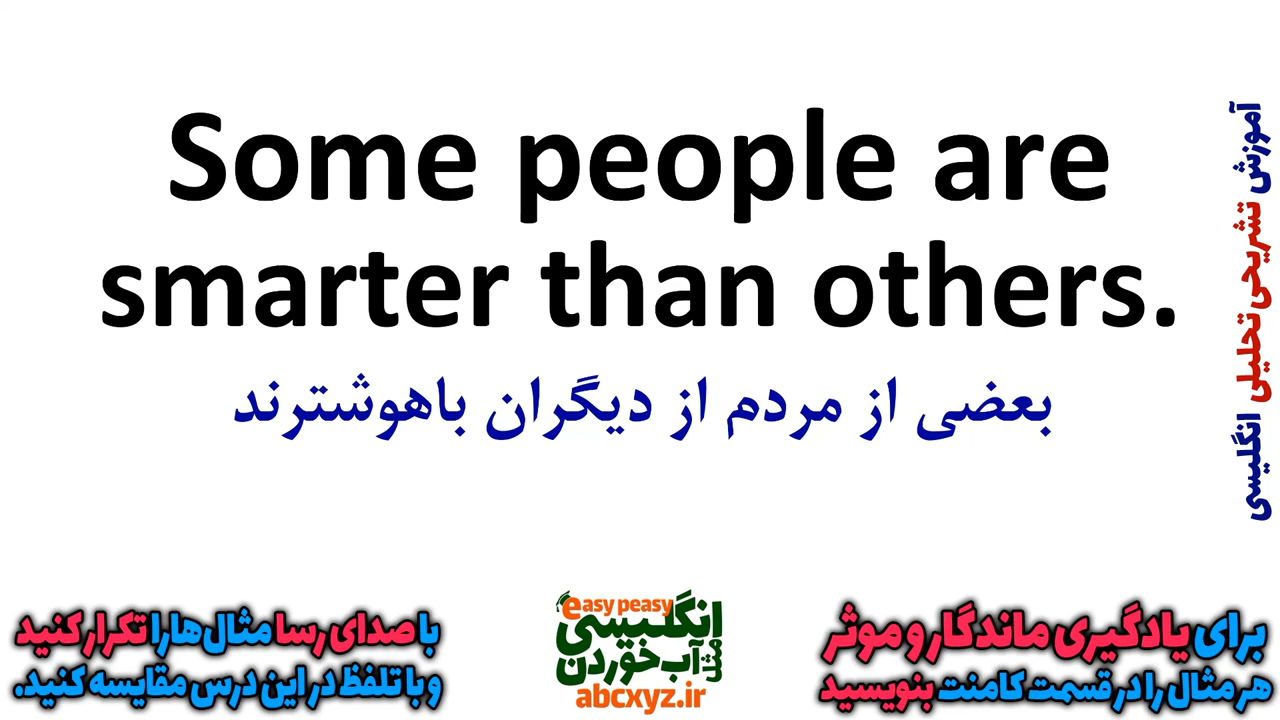 Some people are
smarter than others.
بعضی از مردم از دیگران باهوشترند
آموزش تشریحی تحلیلی انگلیسی
برای یادگیری ماندگار و موثر
هر مثال را در قسمت کامنت بنویسید
easy peasy
انگلیسی
مثل آب خوردن
abcxyz.ir
با صدای رسا مثال‌ها را تکرار کنید
و با تلفظ در این درس مقایسه کنید.